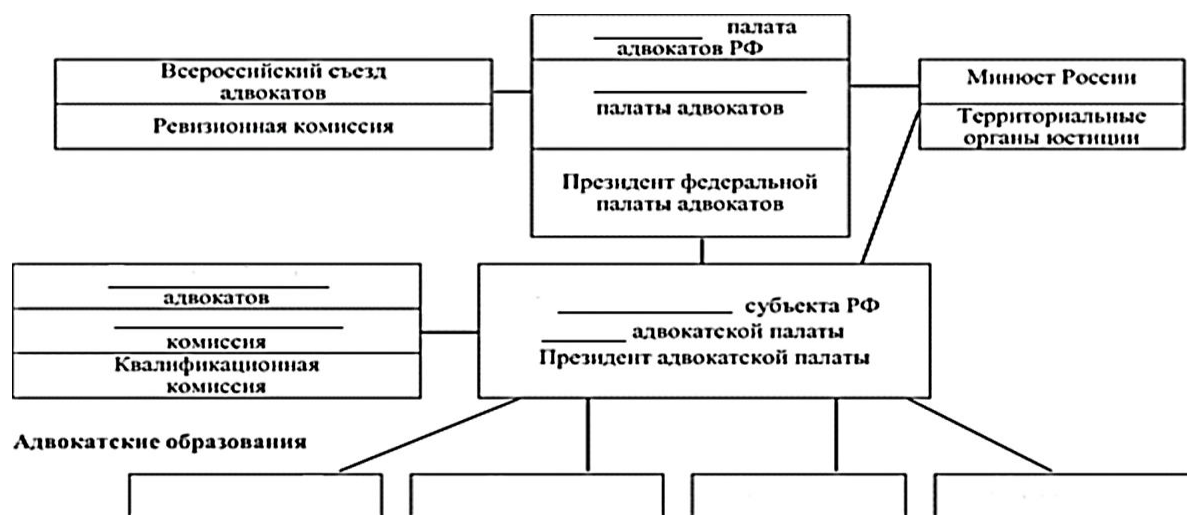 палата
адвокатов РФ
Всероссийский съезд
адвокатов
Ревизионная комиссия
палаты адвокатов
Минюст России
Территориальные
органы юстиции
Президент федеральной
палаты адвокатов
адвокатов
комиссия
Квалификационная
комиссия
субъекта РФ
адвокатской палаты
Президент адвокатской палаты
Адвокатские образования